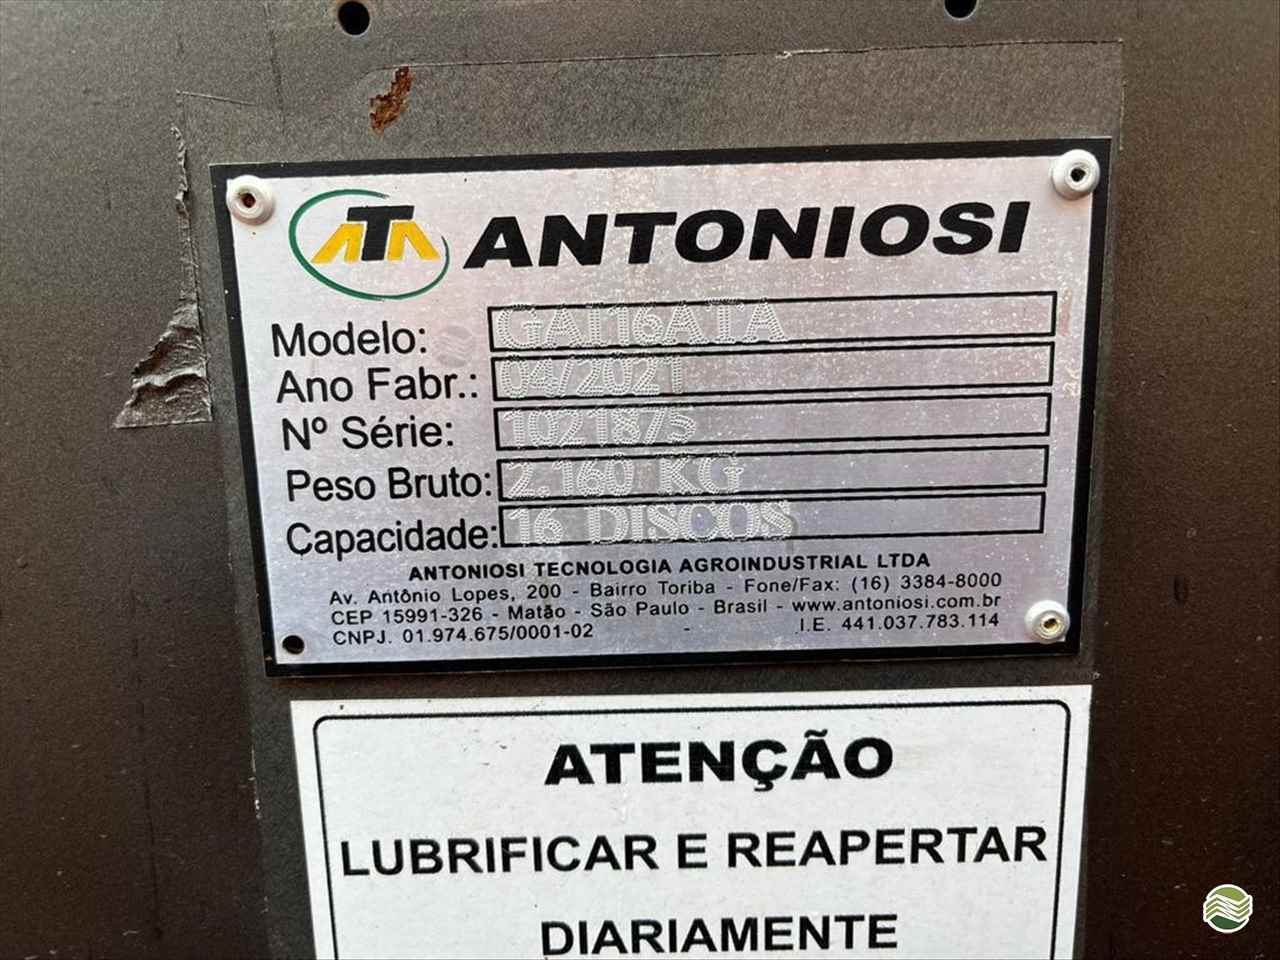 ATA ANTONIOSI
Modelo: GAI16ATA
Ano Fabr.: 04/2021
Nº Série: 1021875
Peso Bruto: 2.160 KG
Capacidade: 16 DISCOS
ANTONIOSI TECNOLOGIA AGROINDUSTRIAL LTDA
Av. Antônio Lopes, 200 - Bairro Toriba - Fone/Fax: (16) 3384-8000
CEP 15991-326 - Matão - São Paulo - Brasil - www.antoniosi.com.br
CNPJ. 01.974.675/0001-02 - I.E. 441.037.783.114
ATENÇÃO
LUBRIFICAR E REAPERTAR
DIARIAMENTE